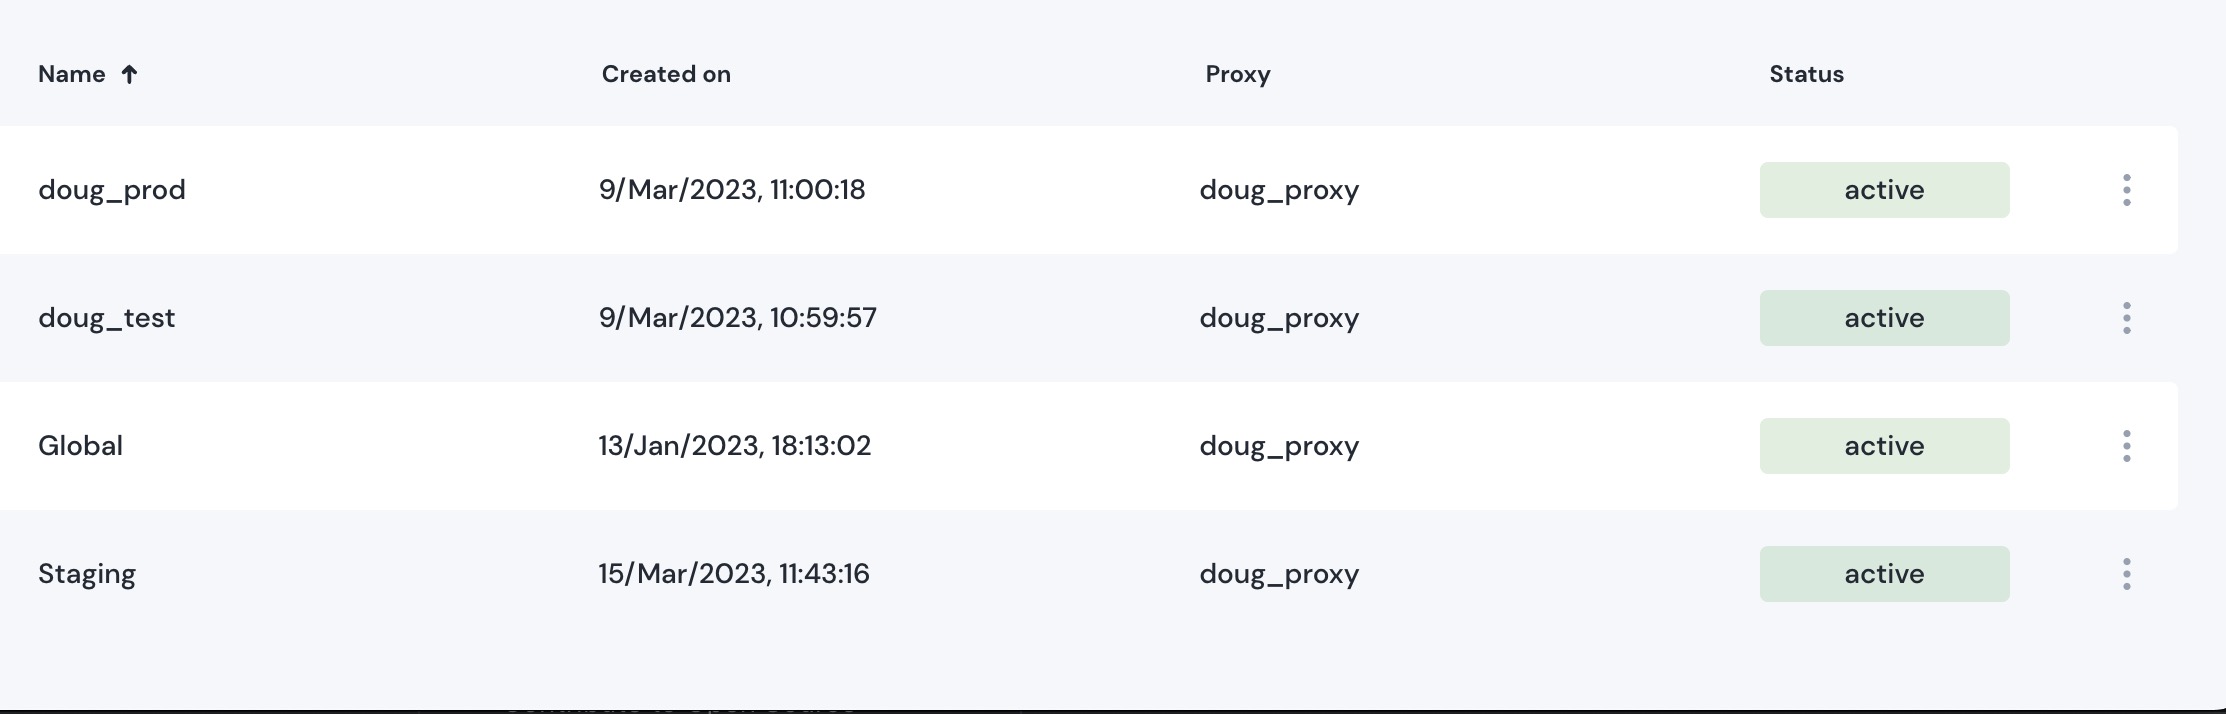 Name ↑ Created on Proxy Status
doug_prod 9/Mar/2023, 11:00:18 doug_proxy active
doug_test 9/Mar/2023, 10:59:57 doug_proxy active
Global 13/Jan/2023, 18:13:02 doug_proxy active
Staging 15/Mar/2023, 11:43:16 doug_proxy active